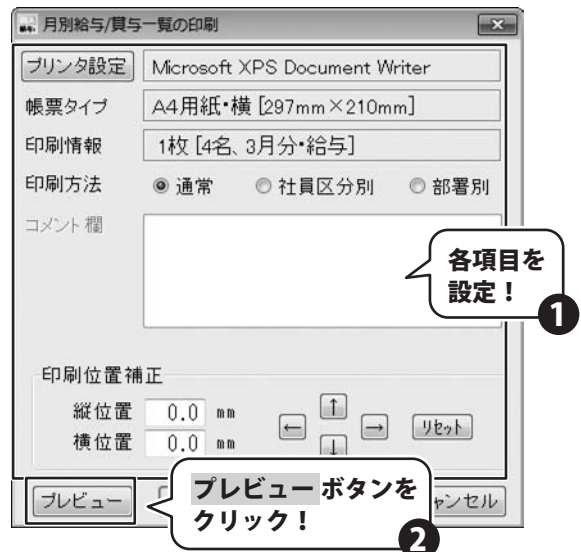 月別給与/賞与一覧の印刷
プリンタ設定 Microsoft XPS Document Writer
帳票タイプ A4用紙・横 [297mm×210mm]
印刷情報 1枚 [4名、3月分・給与]
印刷方法 通常 社員区分別 部署別
コメント欄
各項目を
設定！
1
印刷位置補正
縦位置 0.0 mm ↑
← → リセット
横位置 0.0 mm ↓
プレビュー ャンセル
プレビュー ボタンを
クリック！
2